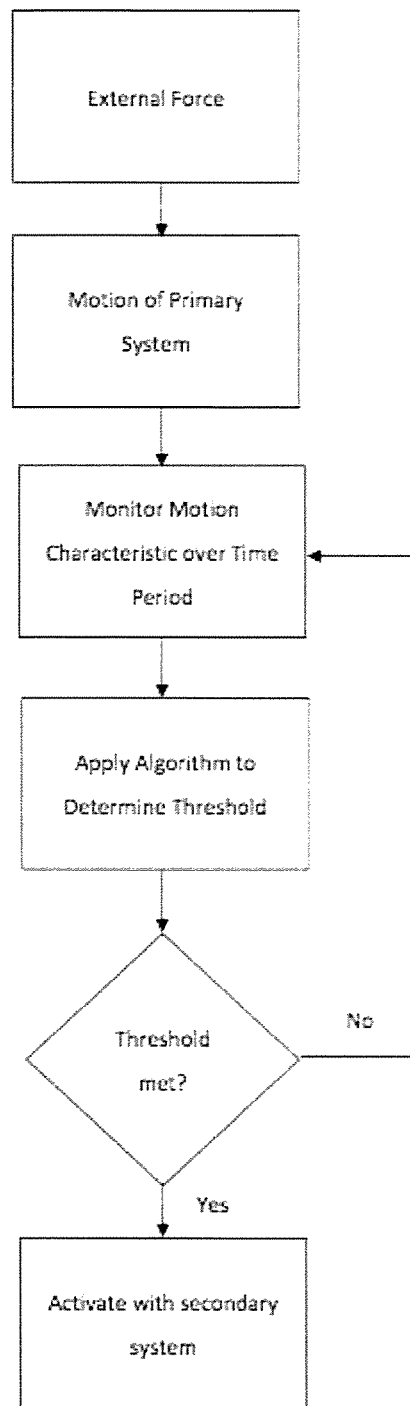 External Force
Motion of Primary
System
Monitor Motion
Characteristic over Time
Period
Apply Algorithm to
Determine Threshold
Threshold
met?
No
Yes
Activate with secondary
system